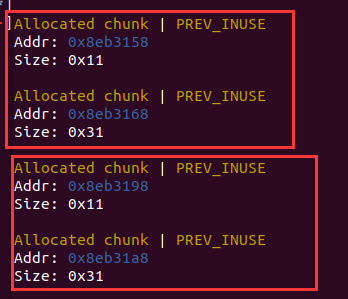 Allocated chunk | PREV_INUSE
Addr: 0x8eb3158
Size: 0x11
Allocated chunk | PREV_INUSE
Addr: 0x8eb3168
Size: 0x31
Allocated chunk | PREV_INUSE
Addr: 0x8eb3198
Size: 0x11
Allocated chunk | PREV_INUSE
Addr: 0x8eb31a8
Size: 0x31